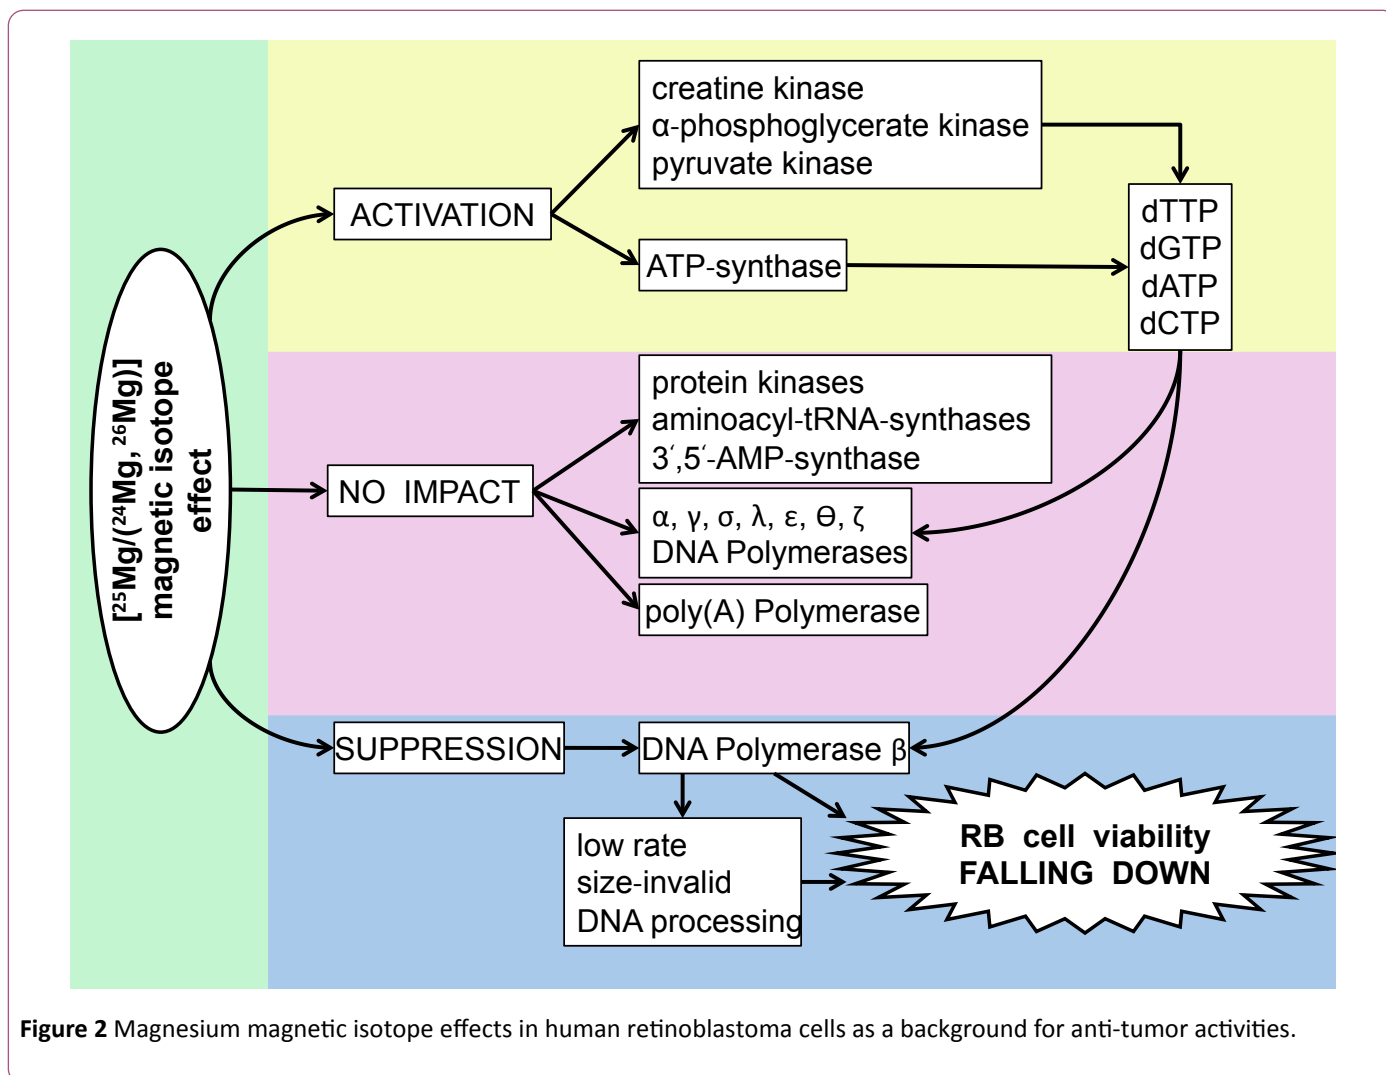 [²⁵Mg/(²⁴Mg, ²⁶Mg)]
magnetic isotope
effect
ACTIVATION
creatine kinase
α-phosphoglycerate kinase
pyruvate kinase
ATP-synthase
dTTP
dGTP
dATP
dCTP
NO IMPACT
protein kinases
aminoacyl-tRNA-synthases
3‘,5‘-AMP-synthase
α, γ, σ, λ, ε, Θ, ζ
DNA Polymerases
poly(A) Polymerase
SUPPRESSION
DNA Polymerase β
low rate
size-invalid
DNA processing
RB cell viability
FALLING DOWN
Figure 2 Magnesium magnetic isotope effects in human retinoblastoma cells as a background for anti-tumor activities.